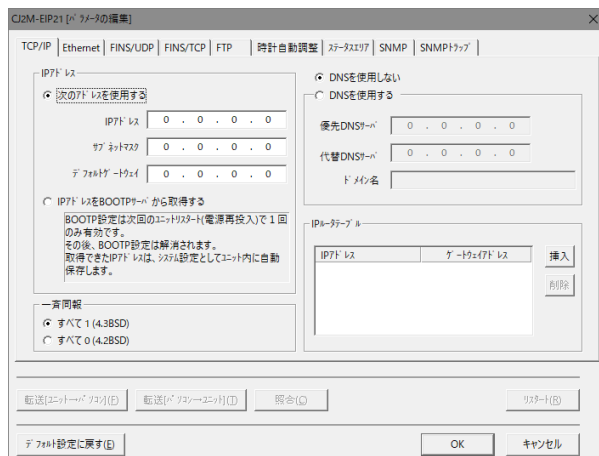 CJ2M-EIP21 [ﾊﾟﾗﾒｰﾀの編集]
TCP/IP Ethernet FINS/UDP FINS/TCP FTP 時計自動調整 ｽﾃｰﾀｽｴﾘｱ SNMP SNMPﾄﾗｯﾌﾟ
IPｱﾄﾞﾚｽ
次のｱﾄﾞﾚｽを使用する
IPｱﾄﾞﾚｽ 0 . 0 . 0 . 0
ｻﾌﾞﾈｯﾄﾏｽｸ 0 . 0 . 0 . 0
ﾃﾞﾌｫﾙﾄｹﾞｰﾄｳｪｲ 0 . 0 . 0 . 0
IPｱﾄﾞﾚｽをBOOTPｻｰﾊﾞから取得する
BOOTP設定は次回のﾕﾆｯﾄﾘｽﾀｰﾄ(電源再投入)で１回
のみ有効です。
その後、BOOTP設定は解消されます。
取得できたIPｱﾄﾞﾚｽは、ｼｽﾃﾑ設定としてﾕﾆｯﾄ内に自動
保存します。
一斉同報
すべて 1 (4.3BSD)
すべて 0 (4.2BSD)
DNSを使用しない
DNSを使用する
優先DNSｻｰﾊﾞ 0 . 0 . 0 . 0
代替DNSｻｰﾊﾞ 0 . 0 . 0 . 0
ﾄﾞﾒｲﾝ名
IPﾙｰﾀﾃｰﾌﾞﾙ
IPｱﾄﾞﾚｽ ｹﾞｰﾄｳｪｲｱﾄﾞﾚｽ 挿入
削除
転送[ﾕﾆｯﾄ→ﾊﾟｿｺﾝ](F) 転送[ﾊﾟｿｺﾝ→ﾕﾆｯﾄ](T) 照合(C) ﾘｽﾀｰﾄ(R)
ﾃﾞﾌｫﾙﾄ設定に戻す(E) OK キャンセル